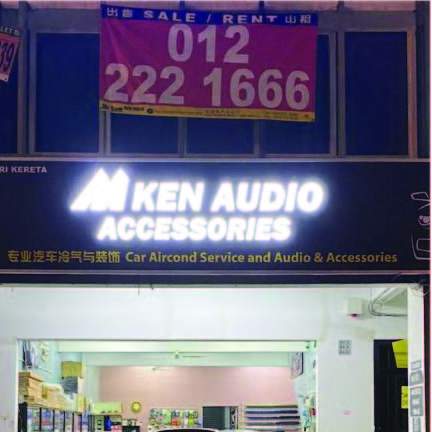 出售 SALE / RENT 出租
012
222 1666
RI KERETA
KEN AUDIO
ACCESSORIES
专业汽车冷气与装饰 Car Aircond Service and Audio & Accessories